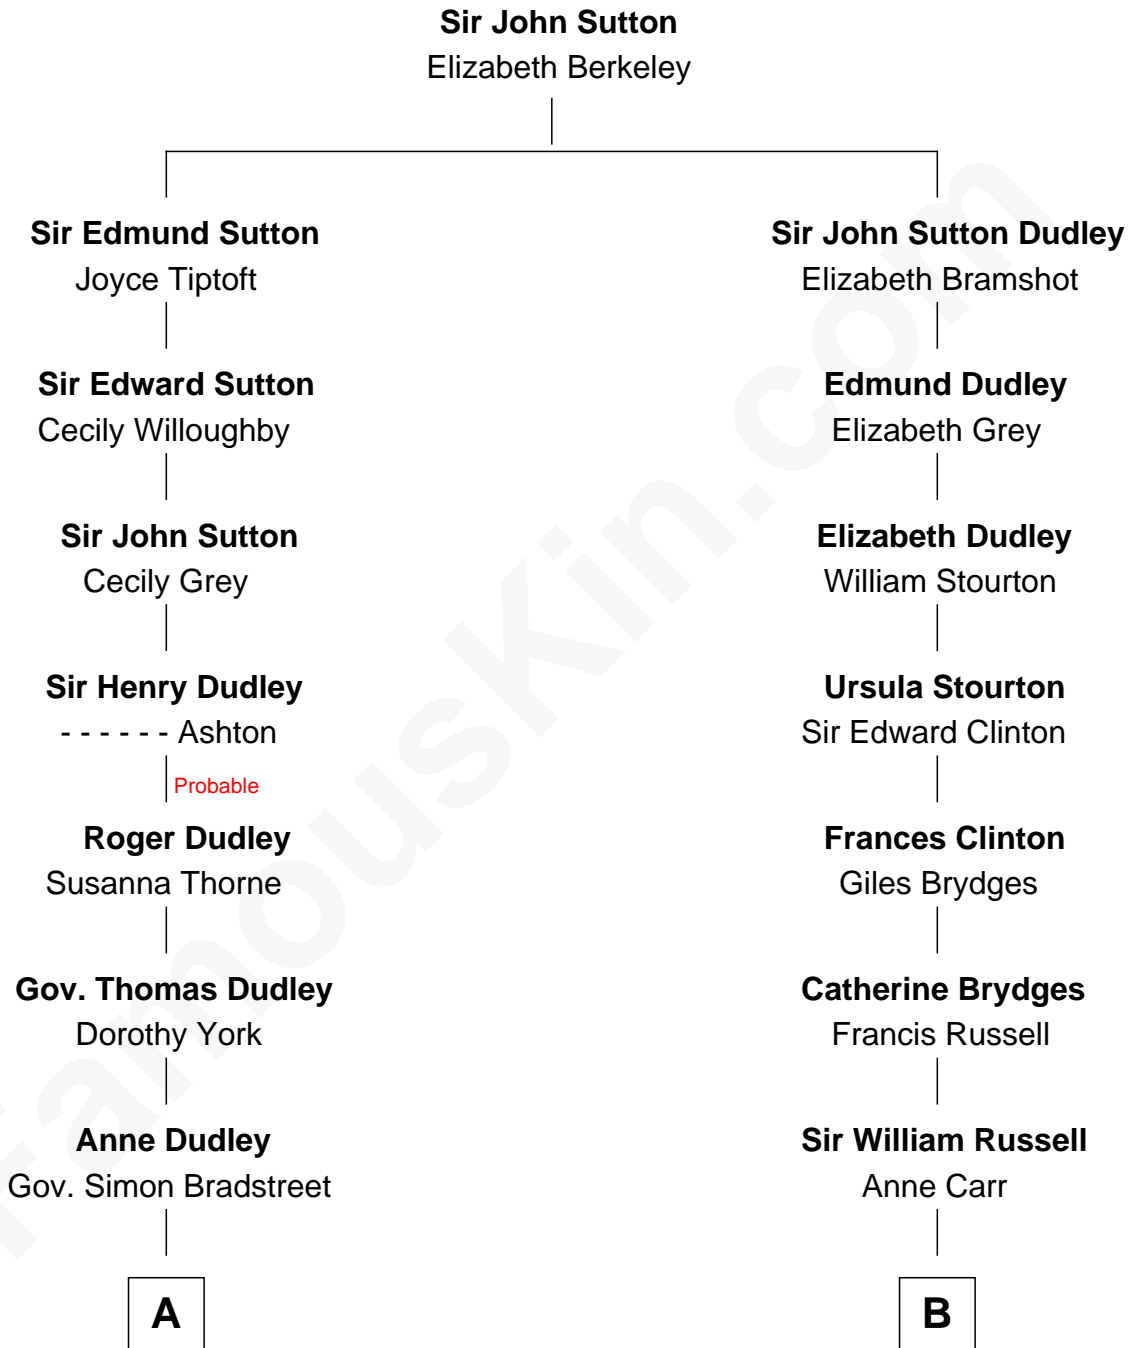 Sir John Sutton
Elizabeth Berkeley
Sir Edmund Sutton
Joyce Tiptoft
Sir Edward Sutton
Cecily Willoughby
Sir John Sutton
Cecily Grey
Sir Henry Dudley
- - - - - - Ashton
Probable
Roger Dudley
Susanna Thorne
Gov. Thomas Dudley
Dorothy York
Anne Dudley
Gov. Simon Bradstreet
A
Sir John Sutton Dudley
Elizabeth Bramshot
Edmund Dudley
Elizabeth Grey
Elizabeth Dudley
William Stourton
Ursula Stourton
Sir Edward Clinton
Frances Clinton
Giles Brydges
Catherine Brydges
Francis Russell
Sir William Russell
Anne Carr
B
FamousKin.com